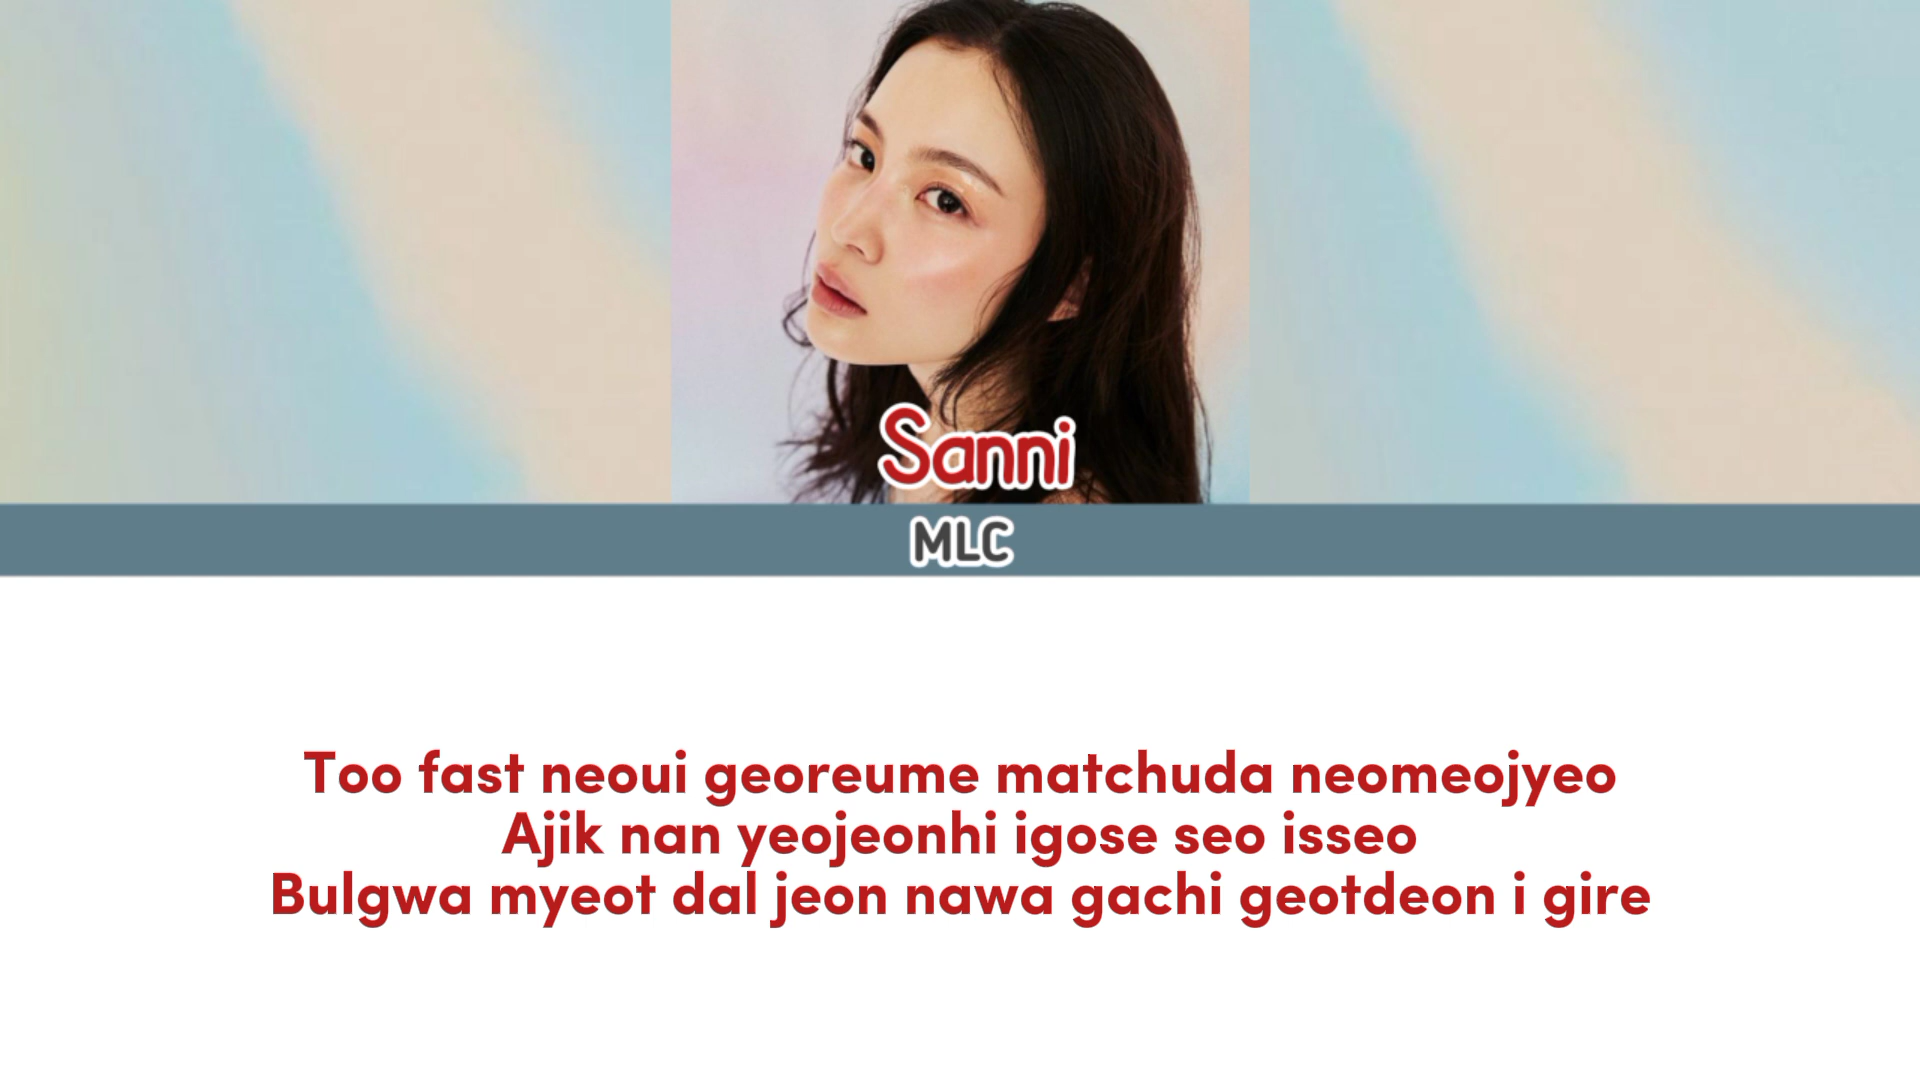 Sanni
MLC
Too fast neoui georeume matchuda neomeojyeo
Ajik nan yeojeonhi igose seo isseo
Bulgwa myeot dal jeon nawa gachi geotdeon i gire